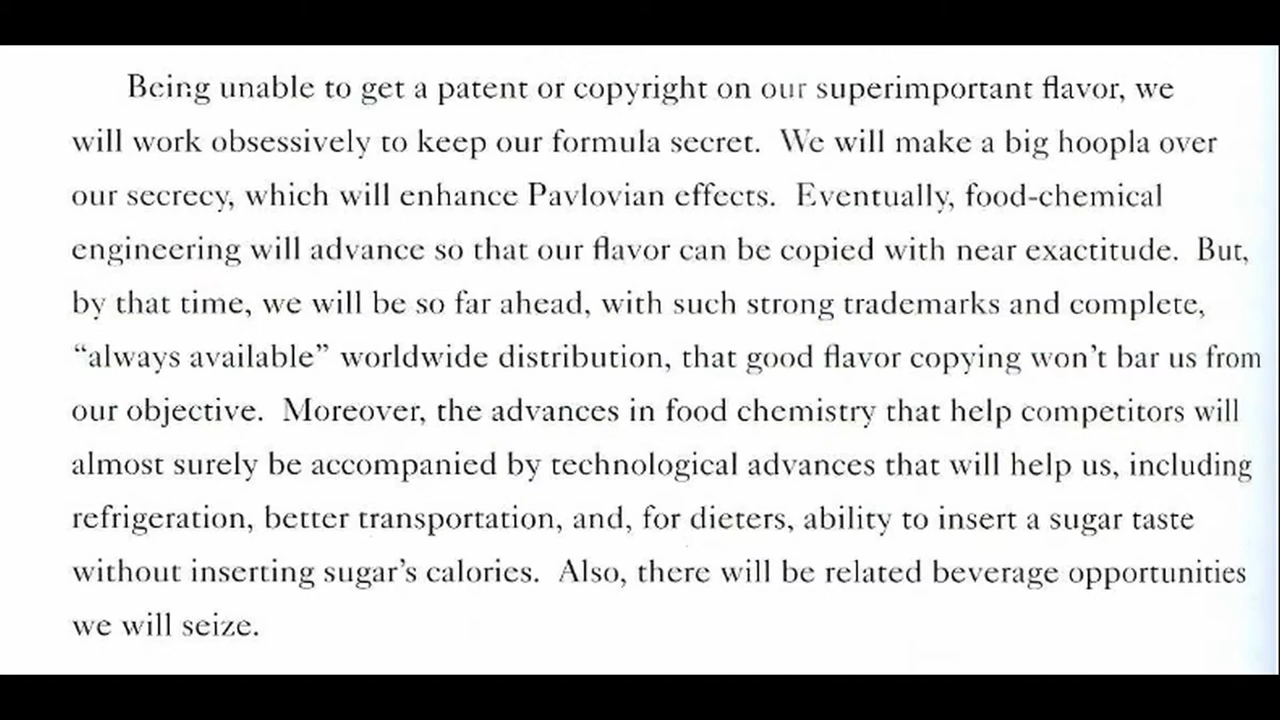 Being unable to get a patent or copyright on our superimportant flavor, we
will work obsessively to keep our formula secret.  We will make a big hoopla over
our secrecy, which will enhance Pavlovian effects.  Eventually, food-chemical
engineering will advance so that our flavor can be copied with near exactitude.  But,
by that time, we will be so far ahead, with such strong trademarks and complete,
“always available” worldwide distribution, that good flavor copying won’t bar us from
our objective.  Moreover, the advances in food chemistry that help competitors will
almost surely be accompanied by technological advances that will help us, including
refrigeration, better transportation, and, for dieters, ability to insert a sugar taste
without inserting sugar’s calories.  Also, there will be related beverage opportunities
we will seize.